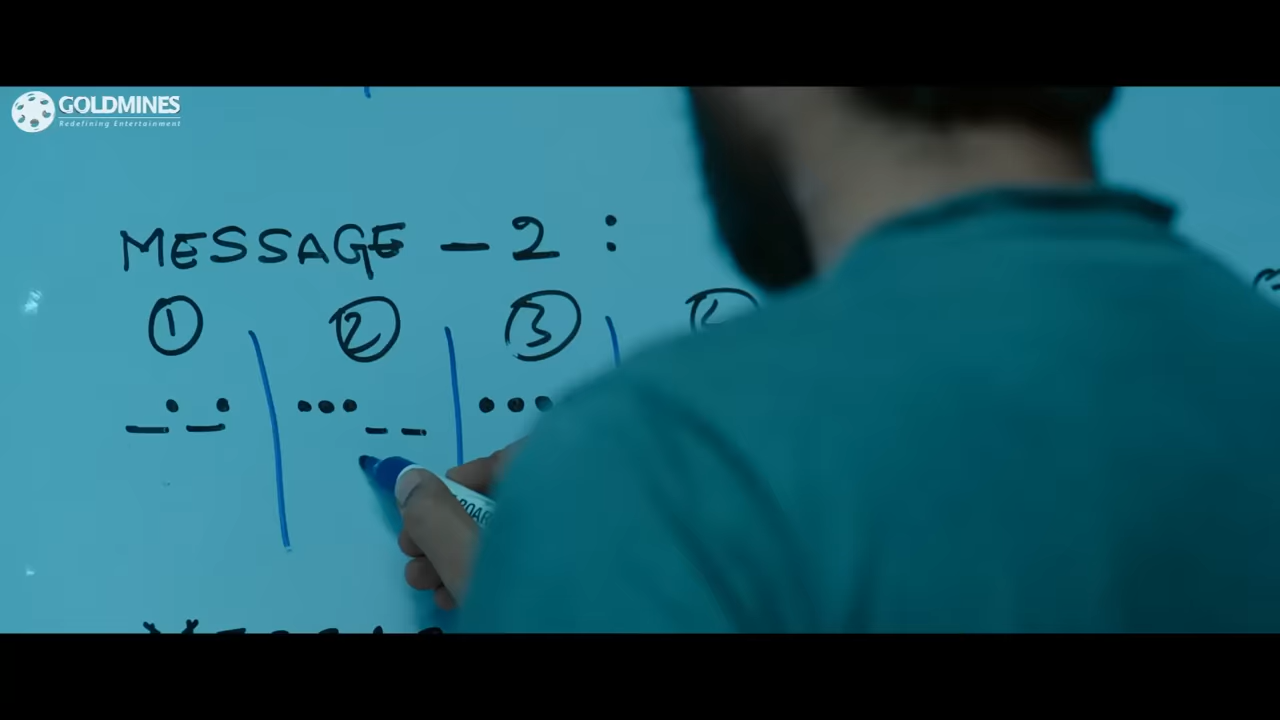 GOLDMINES
Redefining Entertainment
MESSAGE - 2 :
1 2 3
— . — . . . . — — . . .